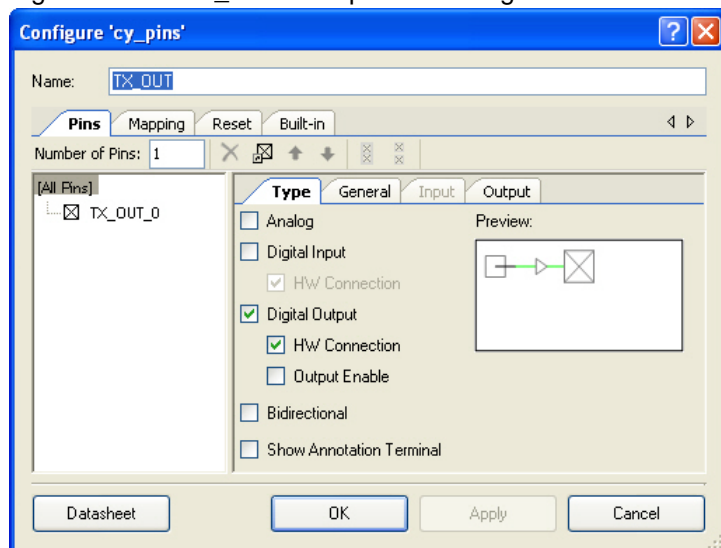 Configure 'cy_pins'
Name: TX_OUT
Pins Mapping Reset Built-in
Number of Pins: 1
[All Pins]
TX_OUT_0
Type General Input Output
Analog
Preview:
Digital Input
HW Connection
Digital Output
HW Connection
Output Enable
Bidirectional
Show Annotation Terminal
Datasheet OK Apply Cancel